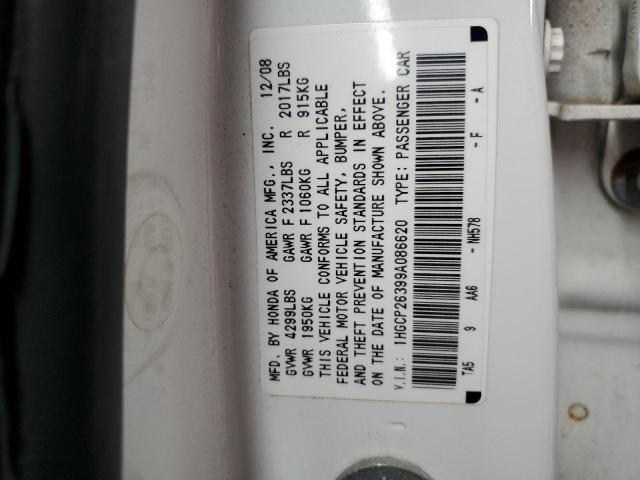 MFD. BY HONDA OF AMERICA MFG., INC. 12/08
GVWR 4299LBS GAWR F 2337LBS R 2017LBS
GVWR 1950KG GAWR F 1060KG R 915KG
THIS VEHICLE CONFORMS TO ALL APPLICABLE
FEDERAL MOTOR VEHICLE SAFETY, BUMPER,
AND THEFT PREVENTION STANDARDS IN EFFECT
ON THE DATE OF MANUFACTURE SHOWN ABOVE.
V.I.N.: 1HGCP26399A086620 TYPE: PASSENGER CAR
TA5 9 AA6 - NH578 - F - A